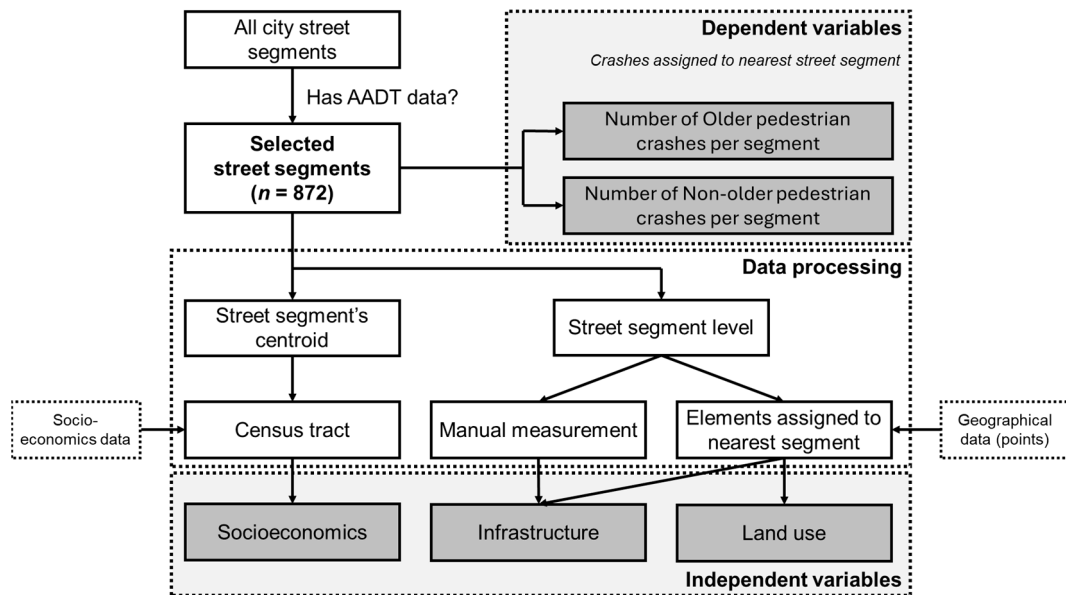 All city street
segments
Has AADT data?
Selected
street segments
(n = 872)
Dependent variables
Crashes assigned to nearest street segment
Number of Older pedestrian
crashes per segment
Number of Non-older pedestrian
crashes per segment
Data processing
Street segment's
centroid
Street segment level
Socio-
economics data
Census tract
Manual measurement
Elements assigned to
nearest segment
Geographical
data (points)
Socioeconomics
Infrastructure
Land use
Independent variables